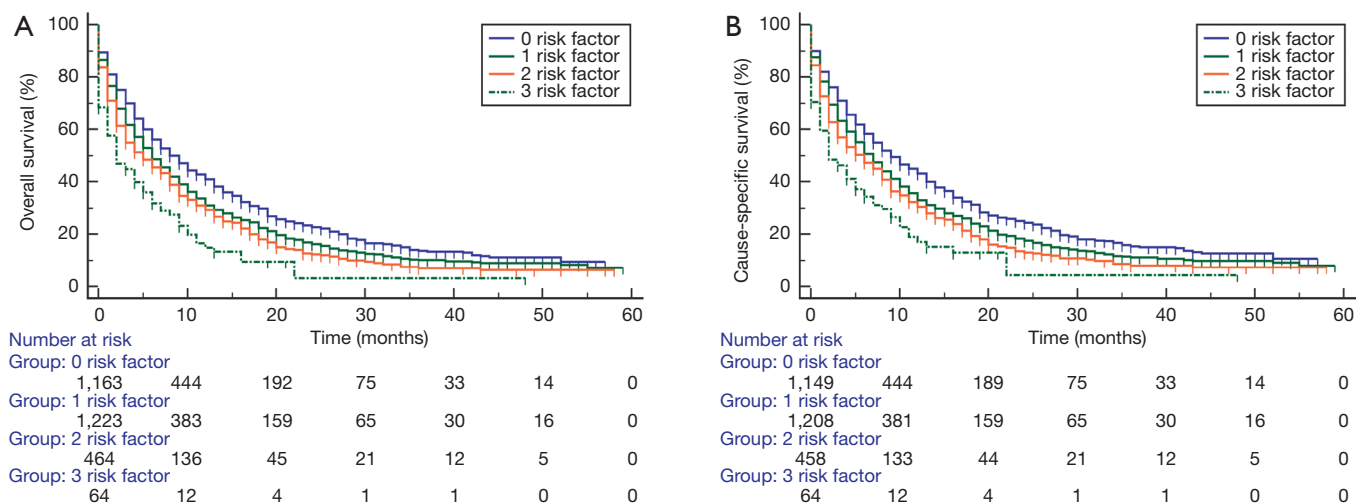 A
Overall survival (%)
100
80
60
40
20
0
0 risk factor
1 risk factor
2 risk factor
3 risk factor
0 10 20 30 40 50 60
Time (months)
Number at risk
Group: 0 risk factor
1,163 444 192 75 33 14 0
Group: 1 risk factor
1,223 383 159 65 30 16 0
Group: 2 risk factor
464 136 45 21 12 5 0
Group: 3 risk factor
64 12 4 1 1 0 0
B
Cause-specific survival (%)
100
80
60
40
20
0
0 risk factor
1 risk factor
2 risk factor
3 risk factor
0 10 20 30 40 50 60
Time (months)
Number at risk
Group: 0 risk factor
1,149 444 189 75 33 14 0
Group: 1 risk factor
1,208 381 159 65 30 16 0
Group: 2 risk factor
458 133 44 21 12 5 0
Group: 3 risk factor
64 12 4 1 1 0 0